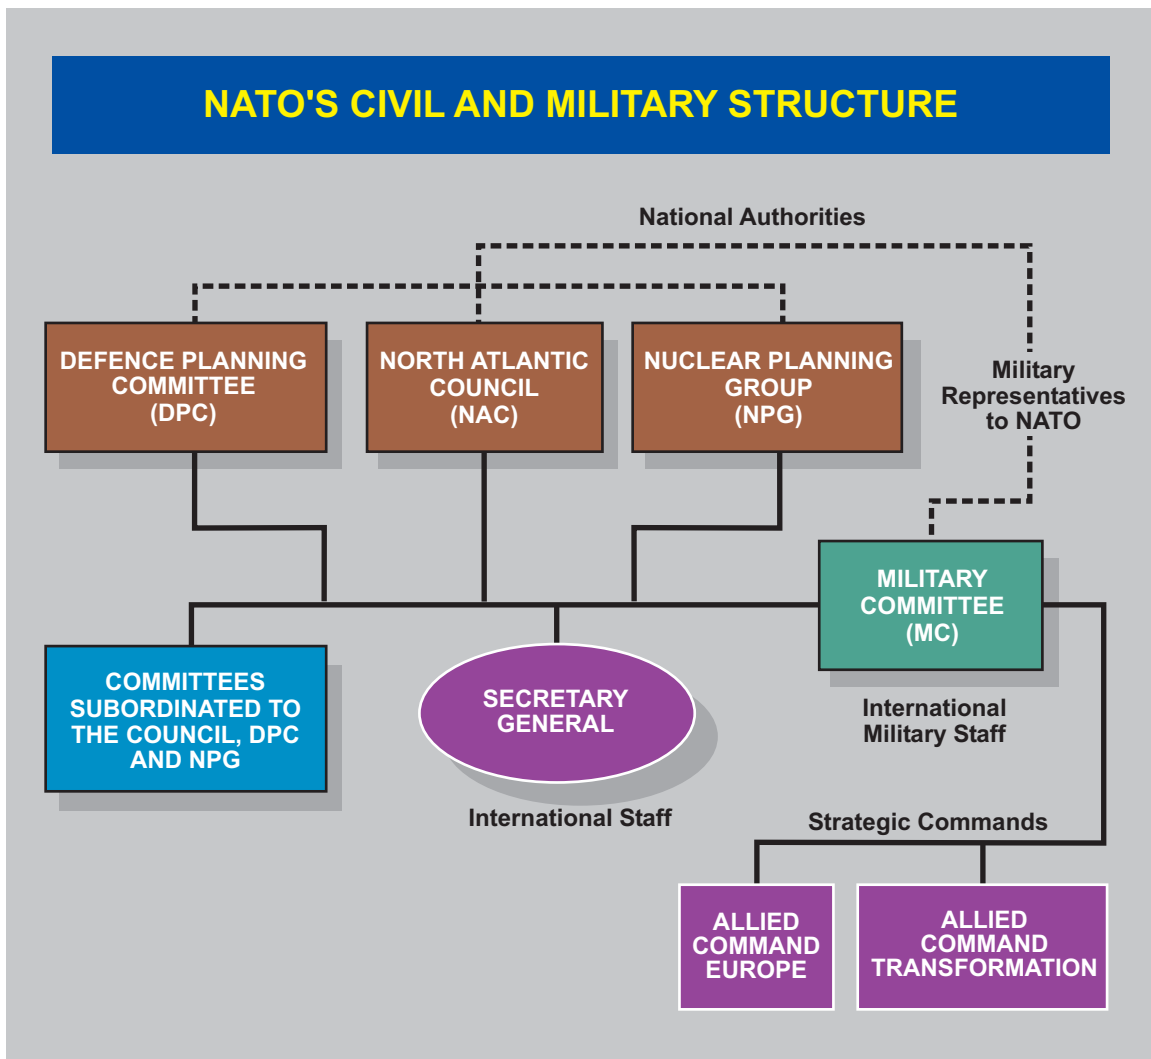 NATO'S CIVIL AND MILITARY STRUCTURE
National Authorities
DEFENCE PLANNING
COMMITTEE
(DPC)
NORTH ATLANTIC
COUNCIL
(NAC)
NUCLEAR PLANNING
GROUP
(NPG)
Military
Representatives
to NATO
MILITARY
COMMITTEE
(MC)
COMMITTEES
SUBORDINATED TO
THE COUNCIL, DPC
AND NPG
SECRETARY
GENERAL
International
Military Staff
International Staff
Strategic Commands
ALLIED
COMMAND
EUROPE
ALLIED
COMMAND
TRANSFORMATION